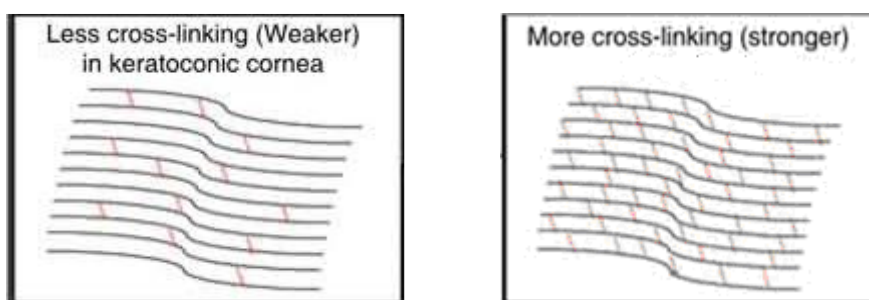 Less cross-linking (Weaker)
in keratoconic cornea
More cross-linking (stronger)